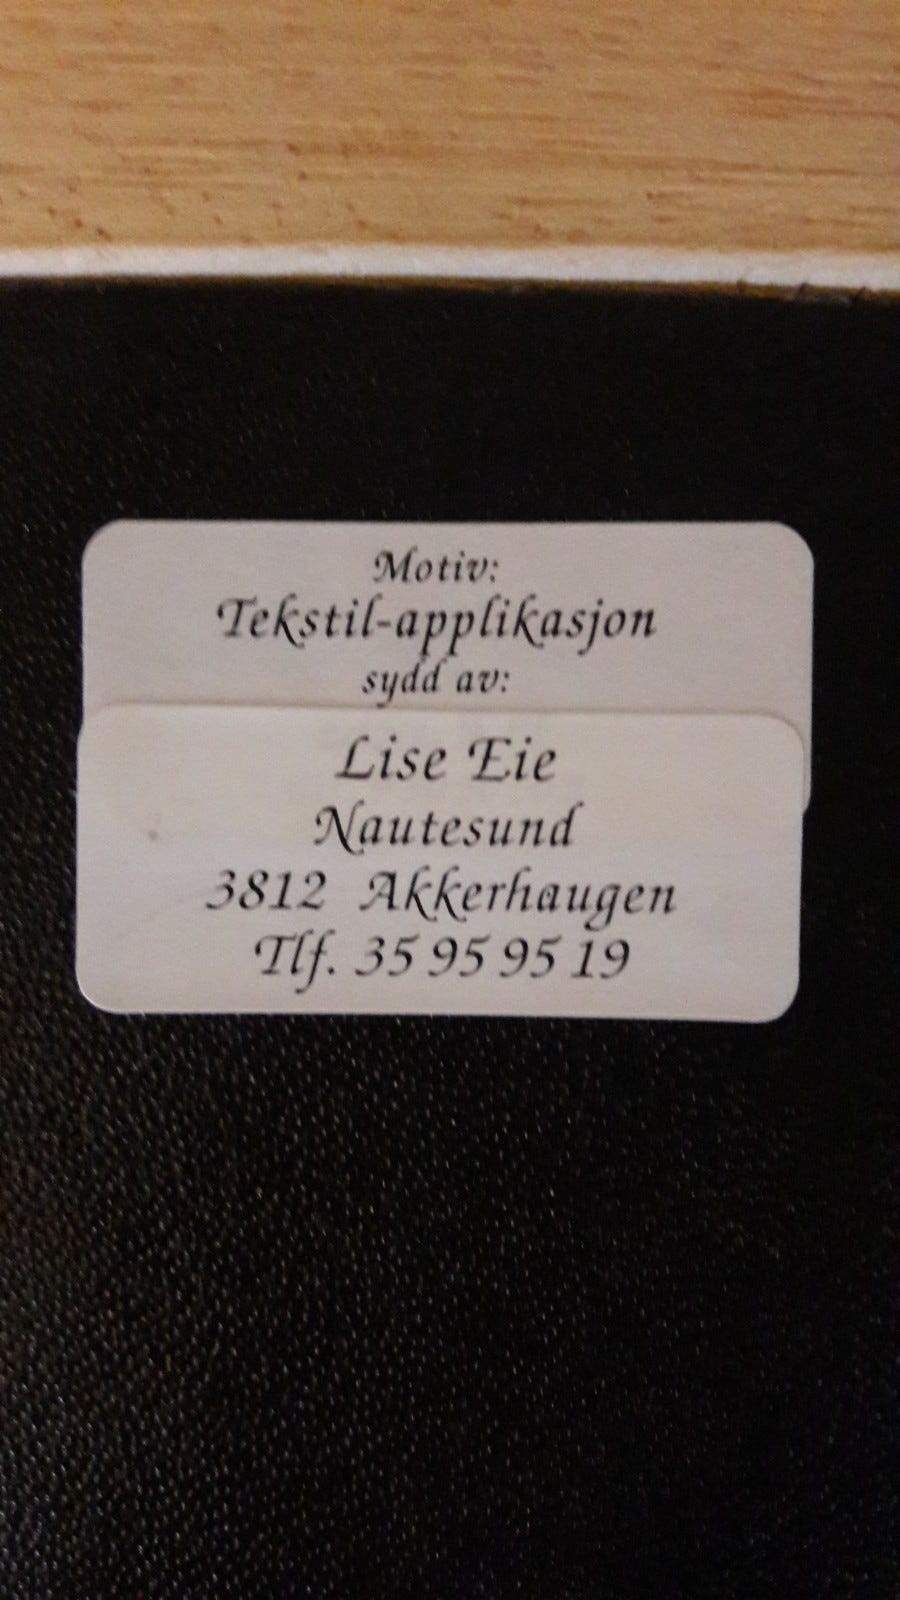 Motiv:
Tekstil-applikasjon
sydd av:
Lise Eie
Nautesund
3812 Akkerhaugen
Tlf. 35 95 95 19